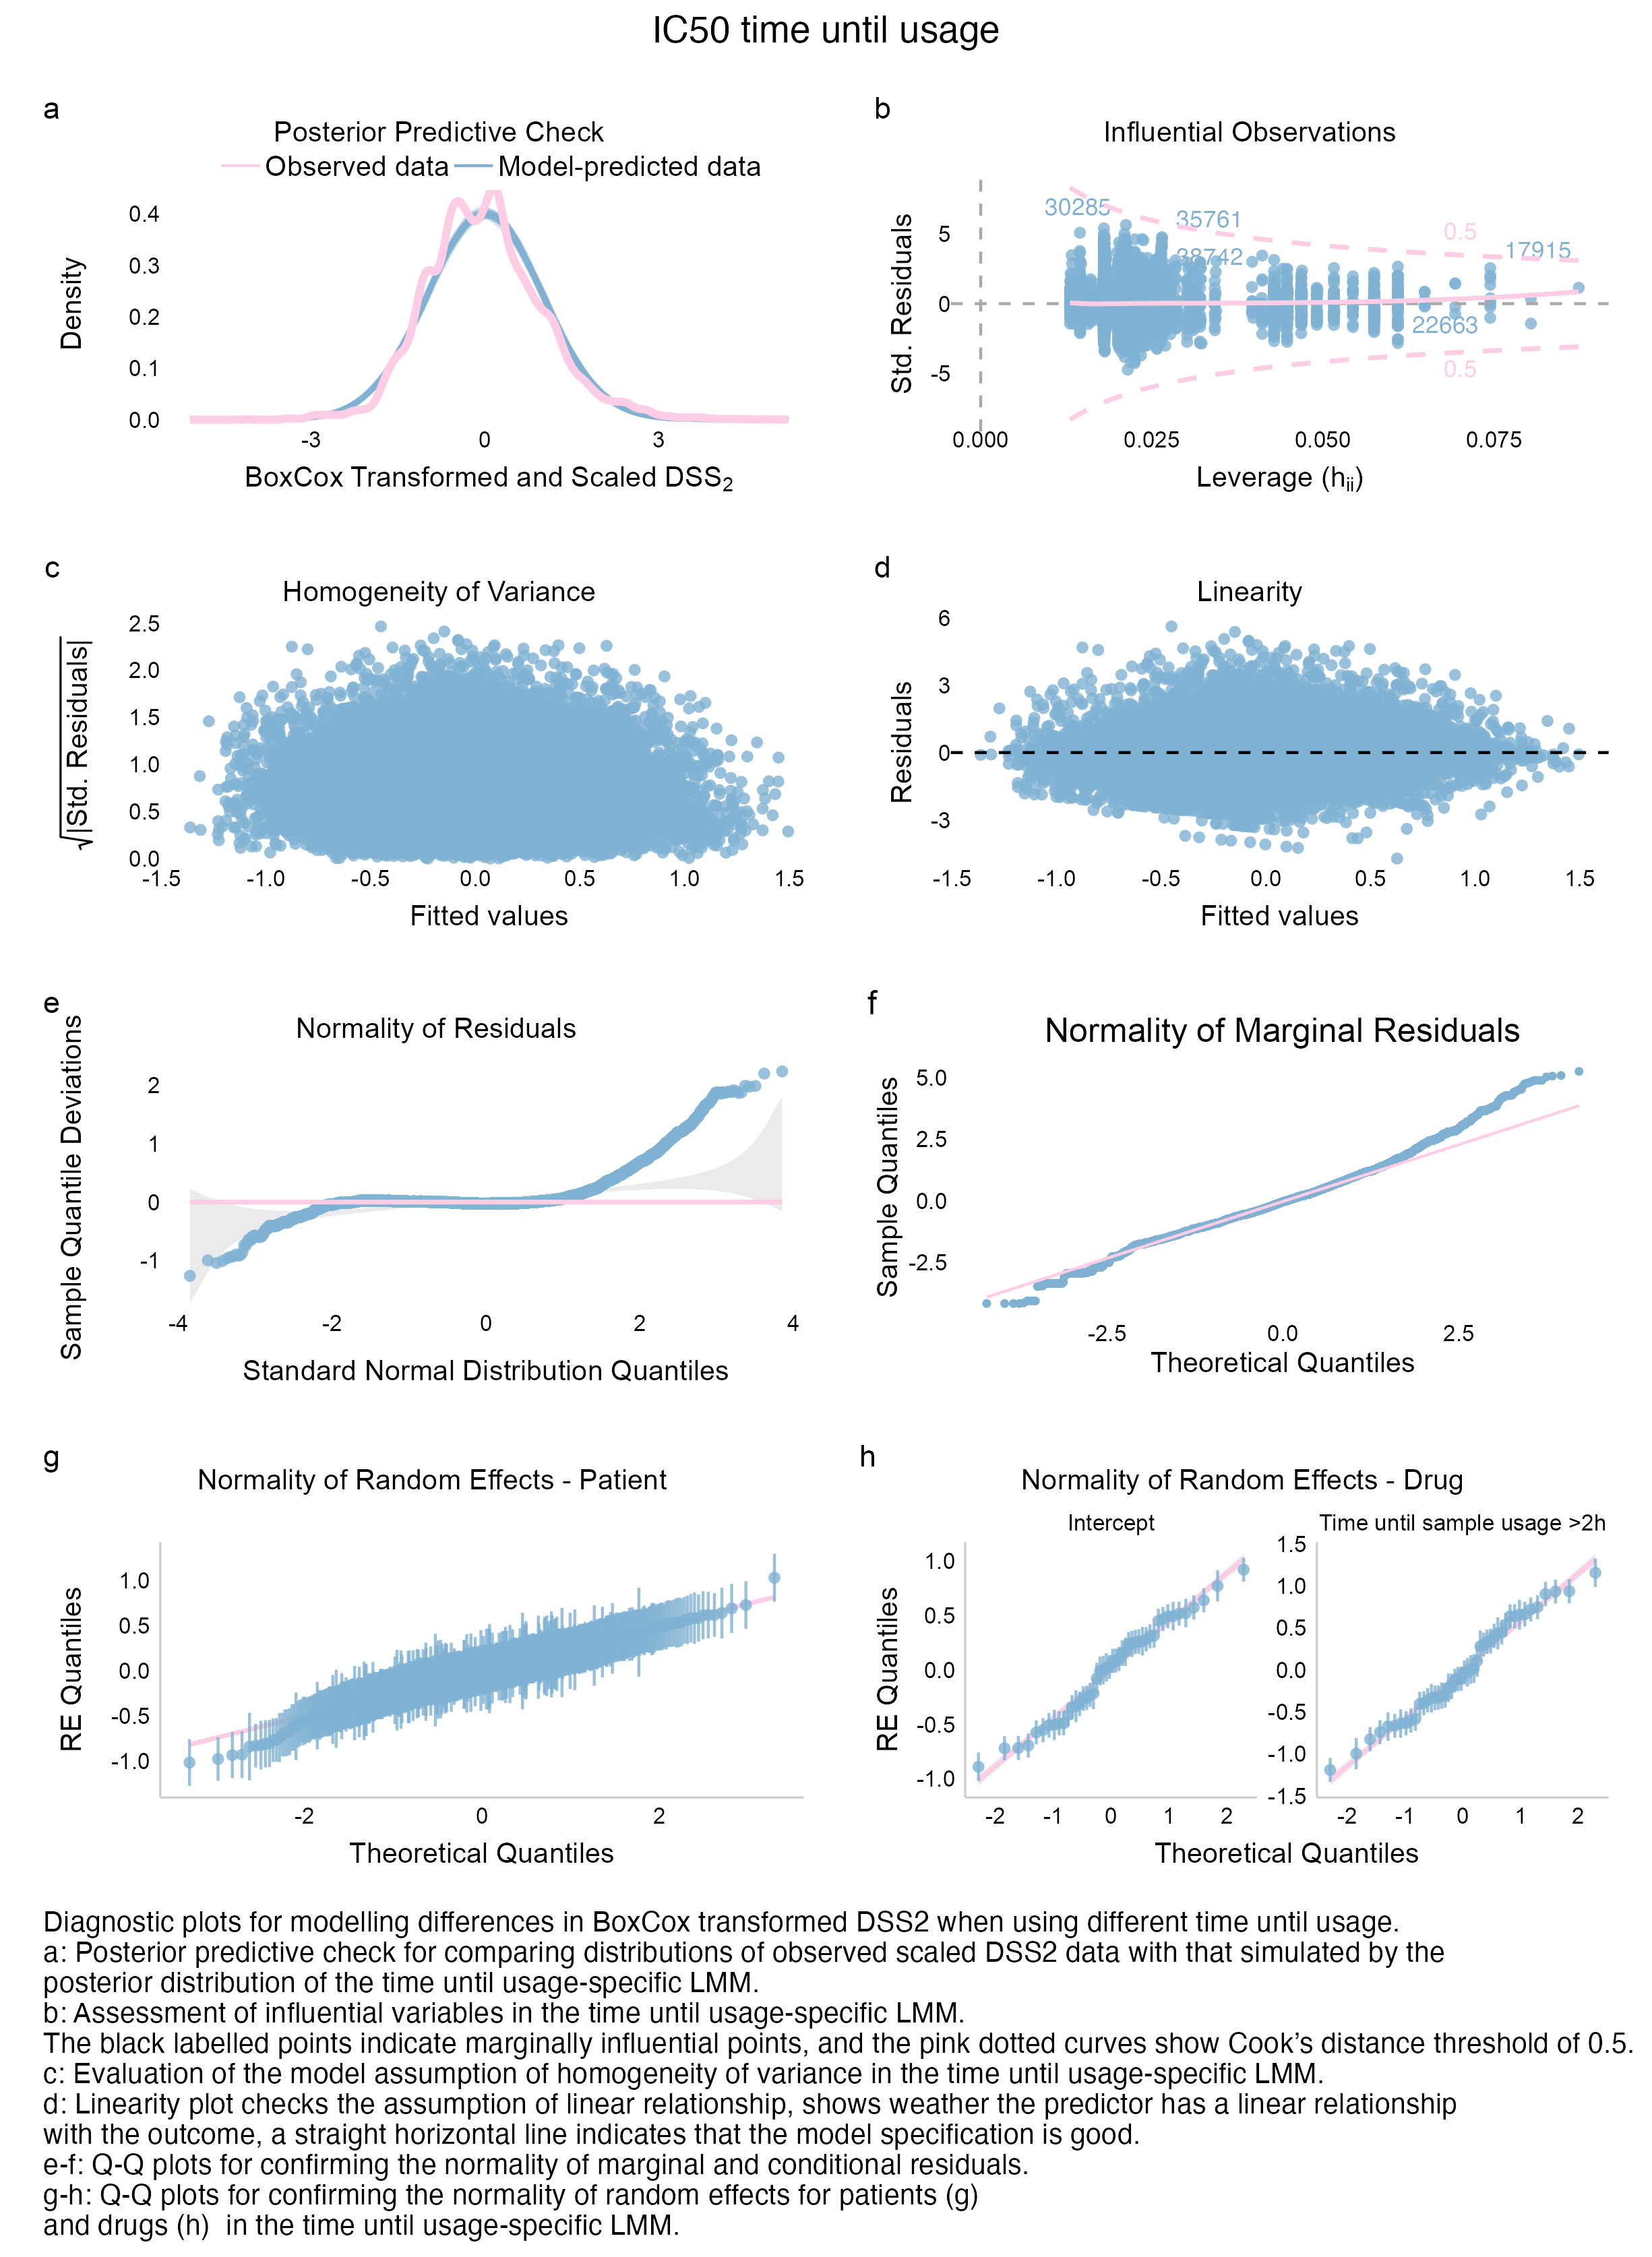 IC50 time until usage
a
Posterior Predictive Check
Observed data Model-predicted data
Density
0.4
0.3
0.2
0.1
0.0
-3 0 3
BoxCox Transformed and Scaled DSS2
b
Influential Observations
Std. Residuals
5
0
-5
30285
35761
38742
0.5
17915
22663
0.5
0.000 0.025 0.050 0.075
Leverage (hii)
c
Homogeneity of Variance
√|Std. Residuals|
2.5
2.0
1.5
1.0
0.5
0.0
-1.5 -1.0 -0.5 0.0 0.5 1.0 1.5
Fitted values
d
Linearity
Residuals
6
3
0
-3
-1.5 -1.0 -0.5 0.0 0.5 1.0 1.5
Fitted values
e
Normality of Residuals
Sample Quantile Deviations
2
1
0
-1
-4 -2 0 2 4
Standard Normal Distribution Quantiles
f
Normality of Marginal Residuals
Sample Quantiles
5.0
2.5
0.0
-2.5
-2.5 0.0 2.5
Theoretical Quantiles
g
Normality of Random Effects - Patient
RE Quantiles
1.0
0.5
0.0
-0.5
-1.0
-2 0 2
Theoretical Quantiles
h
Normality of Random Effects - Drug
Intercept
Time until sample usage >2h
RE Quantiles
1.0
0.5
0.0
-0.5
-1.0
-2 -1 0 1 2
1.5
1.0
0.5
0.0
-0.5
-1.0
-1.5
-2 -1 0 1 2
Theoretical Quantiles
Diagnostic plots for modelling differences in BoxCox transformed DSS2 when using different time until usage.
a: Posterior predictive check for comparing distributions of observed scaled DSS2 data with that simulated by the
posterior distribution of the time until usage-specific LMM.
b: Assessment of influential variables in the time until usage-specific LMM.
The black labelled points indicate marginally influential points, and the pink dotted curves show Cook’s distance threshold of 0.5.
c: Evaluation of the model assumption of homogeneity of variance in the time until usage-specific LMM.
d: Linearity plot checks the assumption of linear relationship, shows weather the predictor has a linear relationship
with the outcome, a straight horizontal line indicates that the model specification is good.
e-f: Q-Q plots for confirming the normality of marginal and conditional residuals.
g-h: Q-Q plots for confirming the normality of random effects for patients (g)
and drugs (h)  in the time until usage-specific LMM.